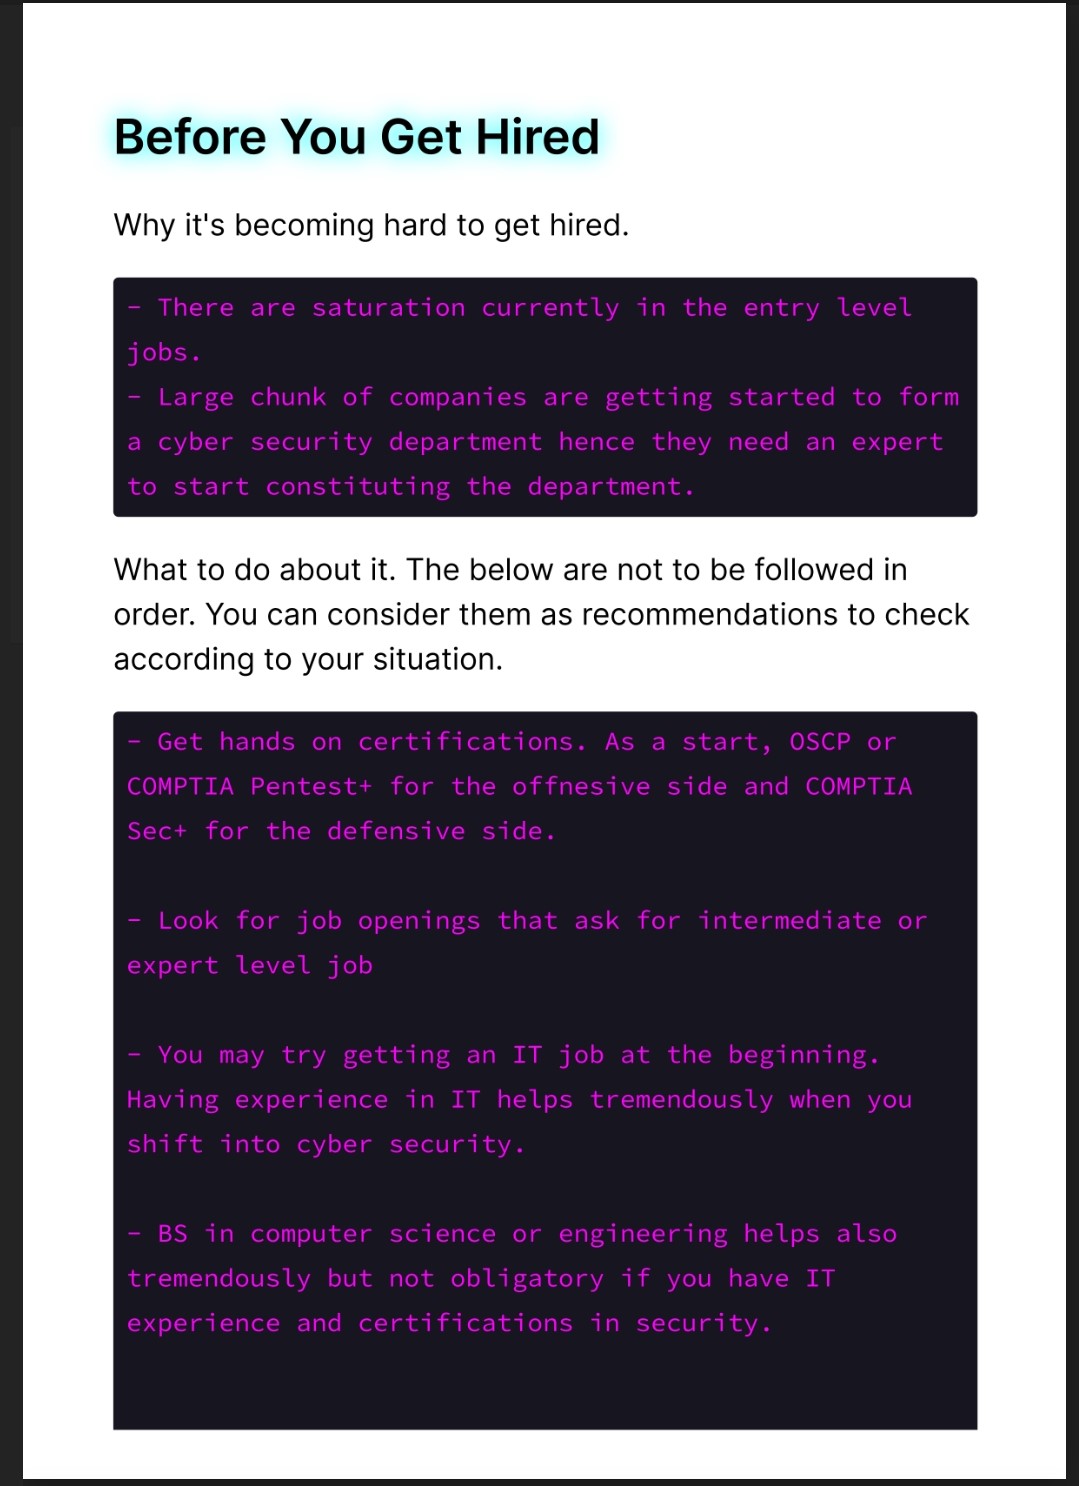 Before You Get Hired
Why it's becoming hard to get hired.
- There are saturation currently in the entry level
jobs.
- Large chunk of companies are getting started to form
a cyber security department hence they need an expert
to start constituting the department.
What to do about it. The below are not to be followed in
order. You can consider them as recommendations to check
according to your situation.
- Get hands on certifications. As a start, OSCP or
COMPTIA Pentest+ for the offnesive side and COMPTIA
Sec+ for the defensive side.
- Look for job openings that ask for intermediate or
expert level job
- You may try getting an IT job at the beginning.
Having experience in IT helps tremendously when you
shift into cyber security.
- BS in computer science or engineering helps also
tremendously but not obligatory if you have IT
experience and certifications in security.